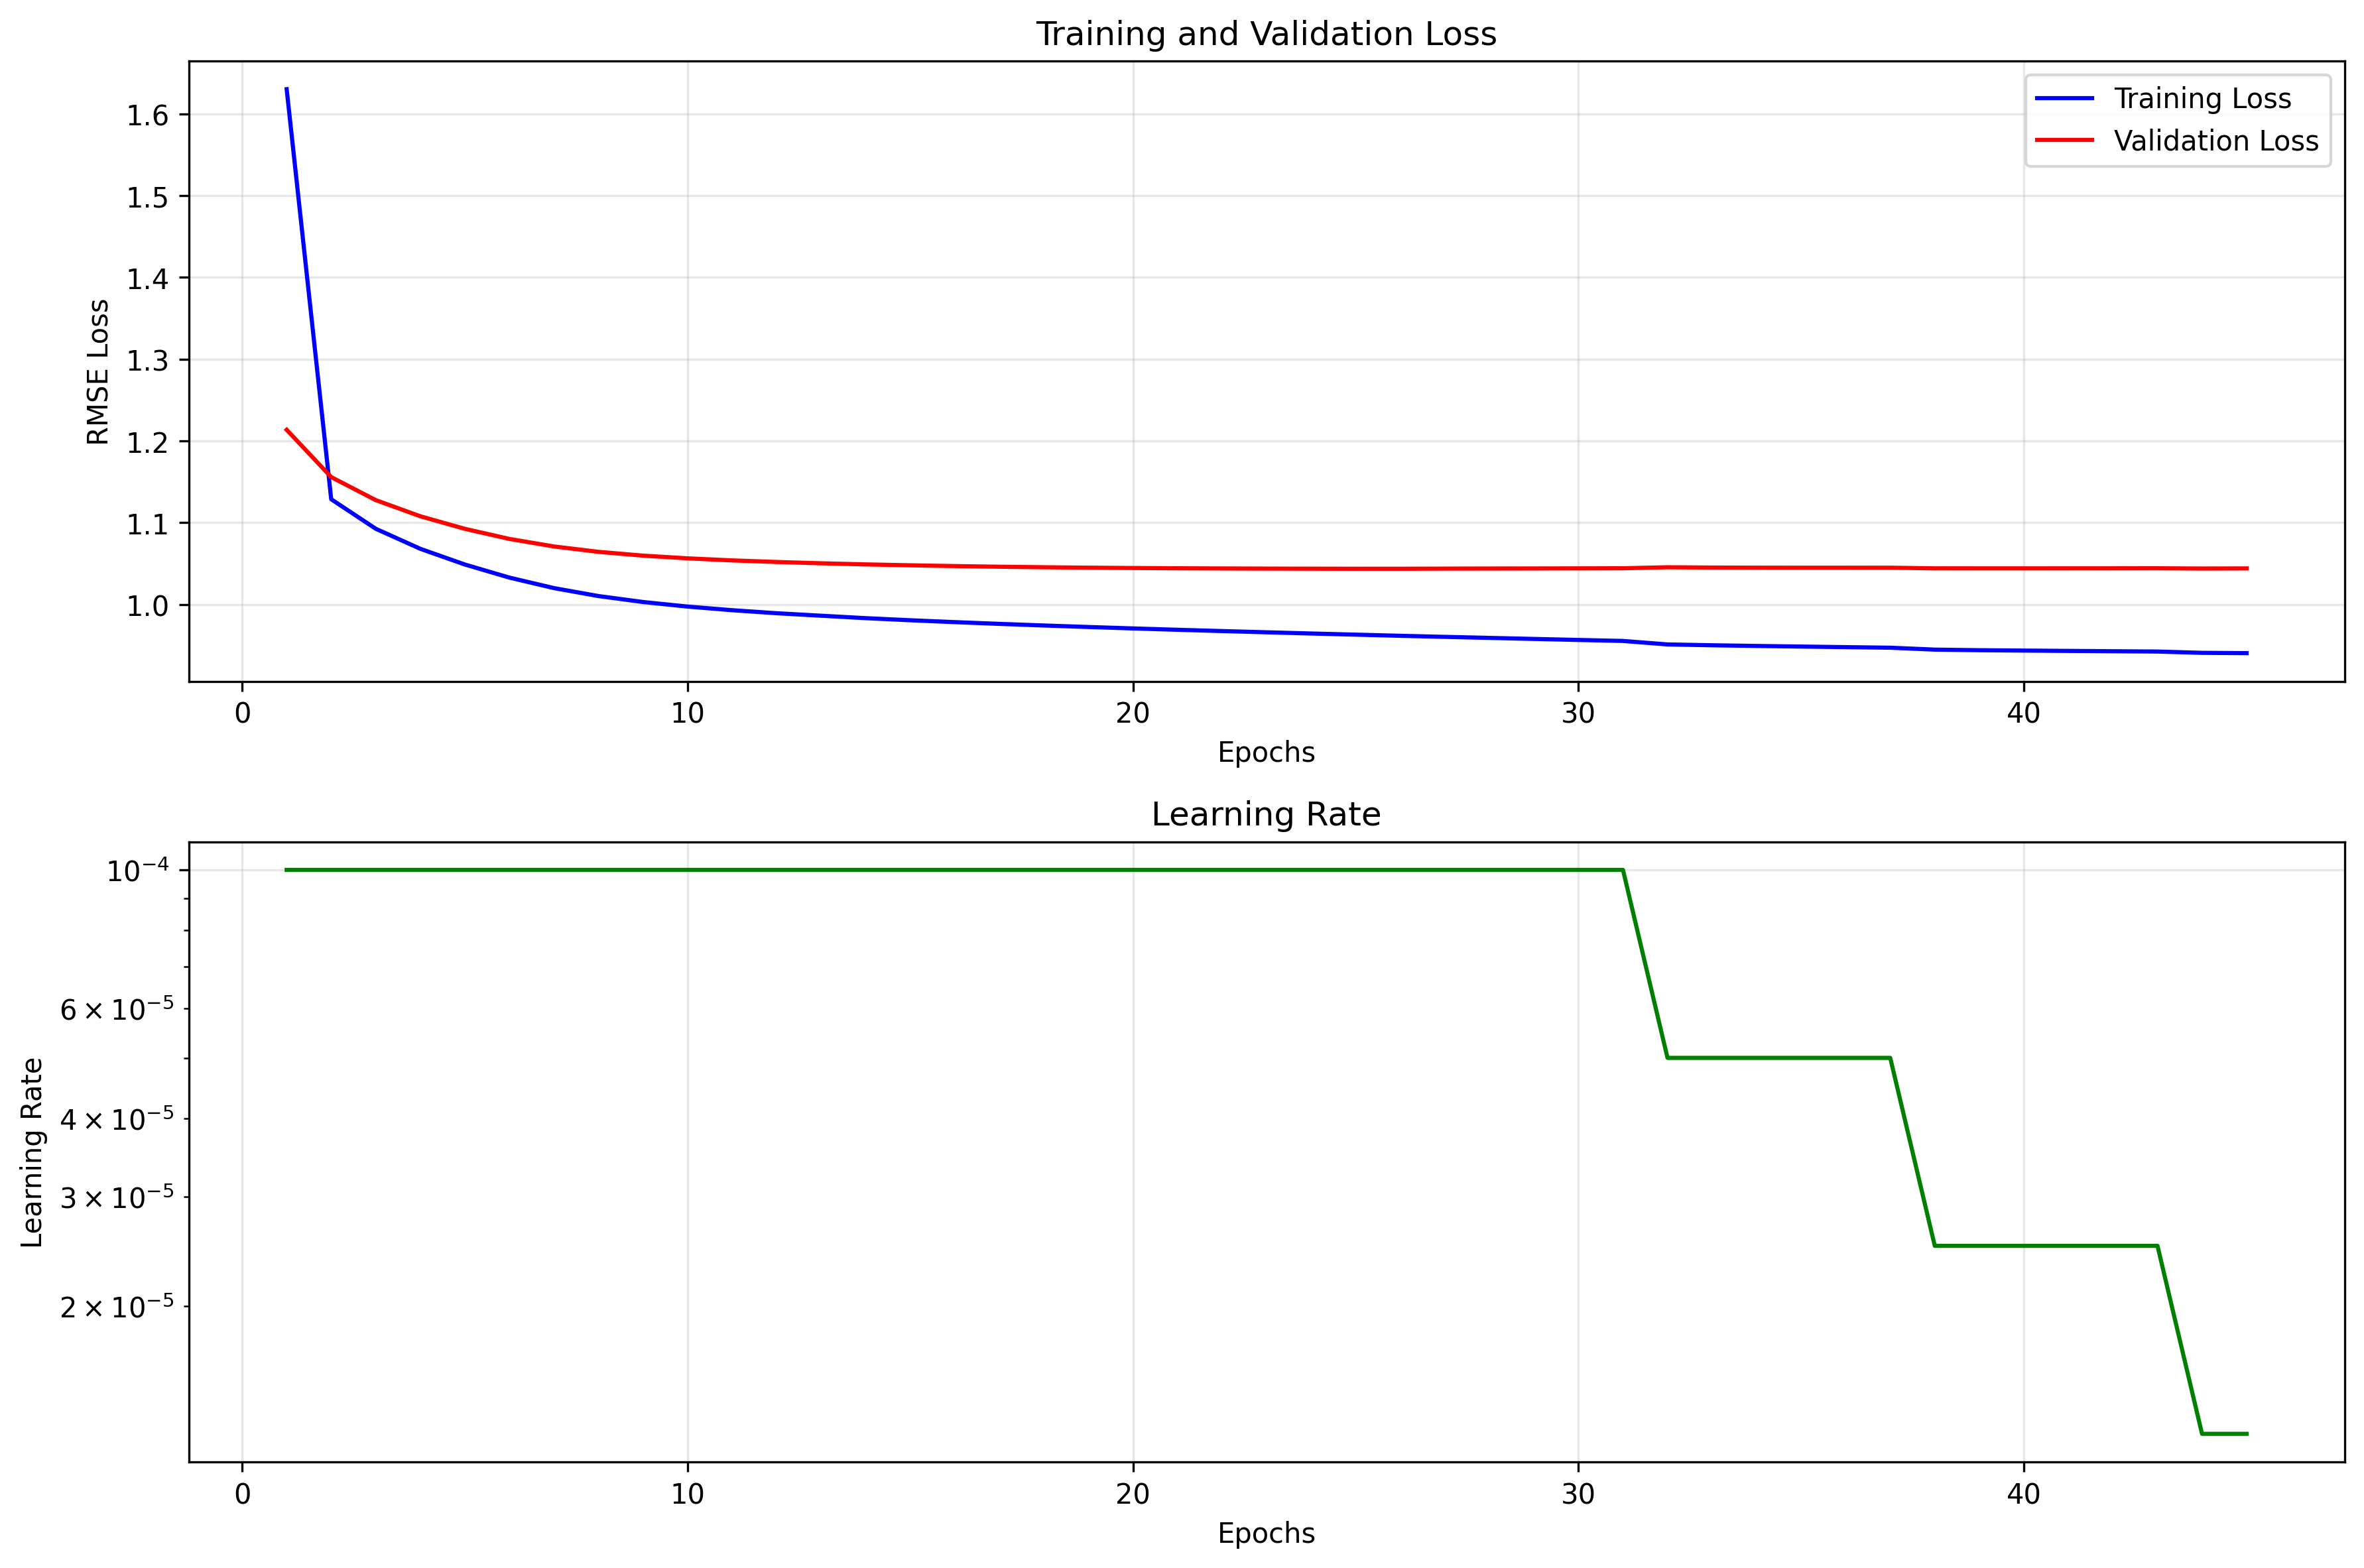 Training and Validation Loss
Training Loss
Validation Loss
1.6
1.5
1.4
1.3
1.2
1.1
1.0
RMSE Loss
0 10 20 30 40
Epochs
Learning Rate
10⁻⁴
6 × 10⁻⁵
4 × 10⁻⁵
3 × 10⁻⁵
2 × 10⁻⁵
Learning Rate
0 10 20 30 40
Epochs